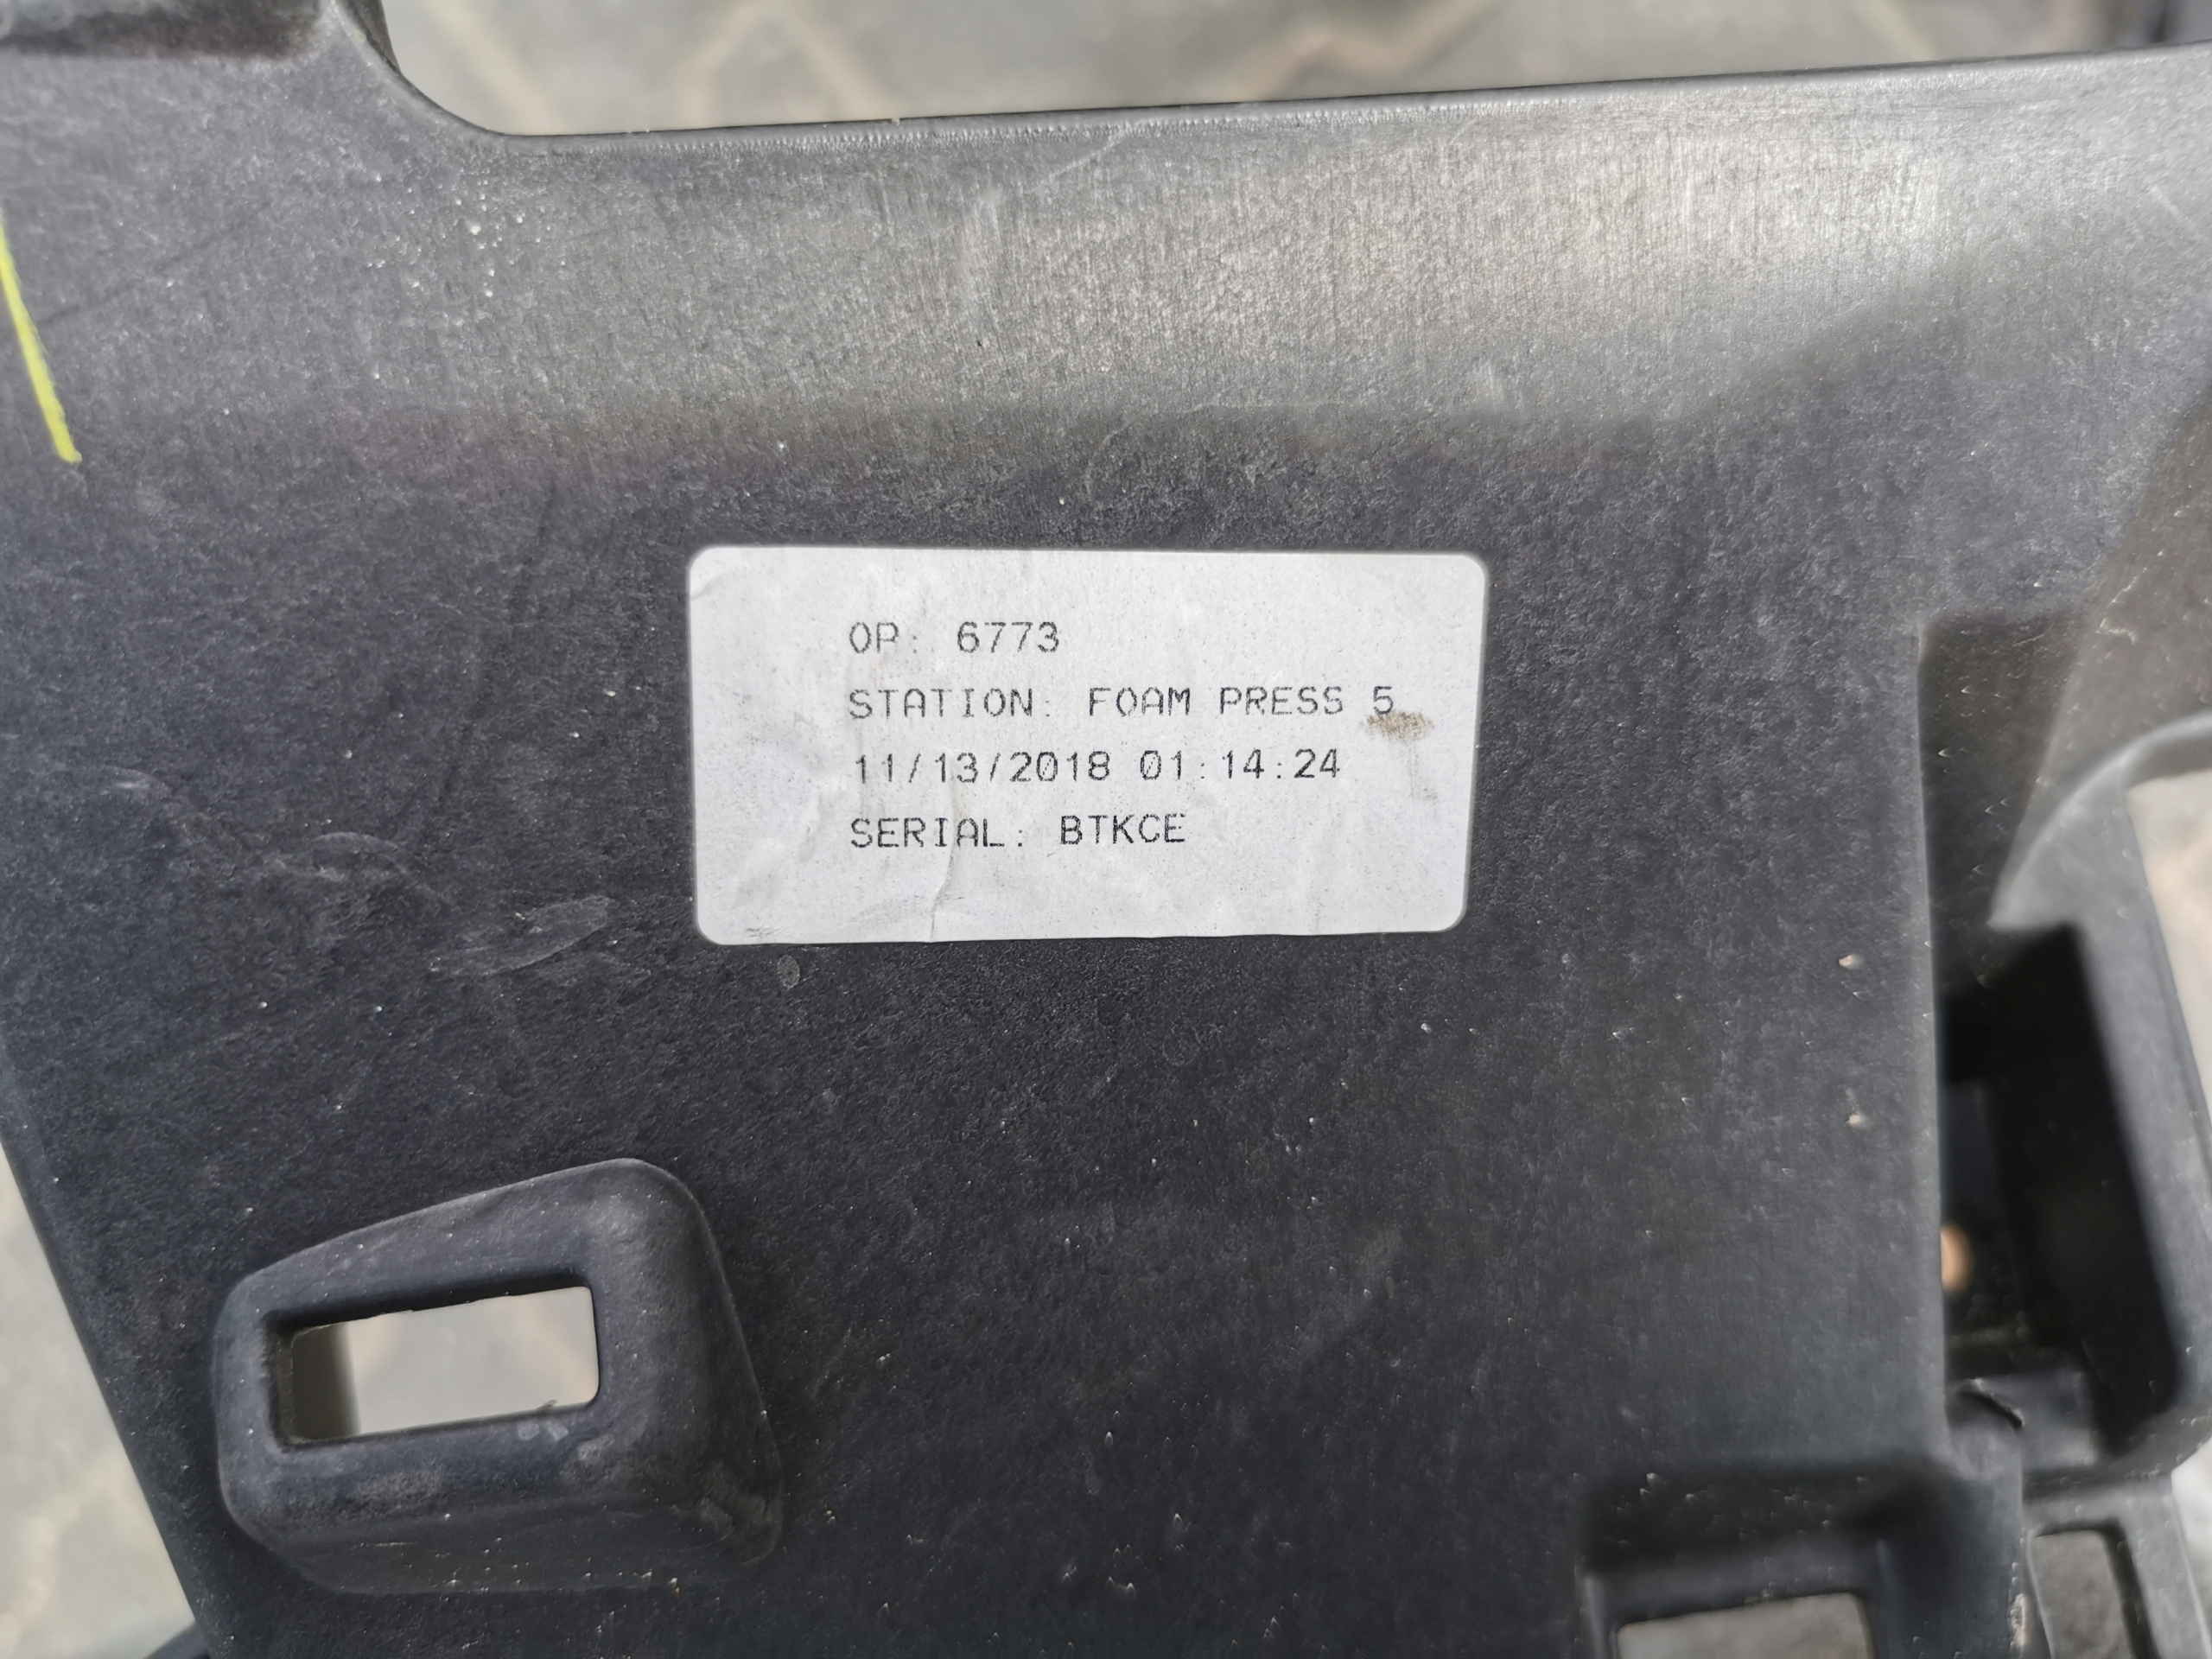 OP: 6773
STATION: FOAM PRESS 5
11/13/2018 01:14:24
SERIAL: BTKCE